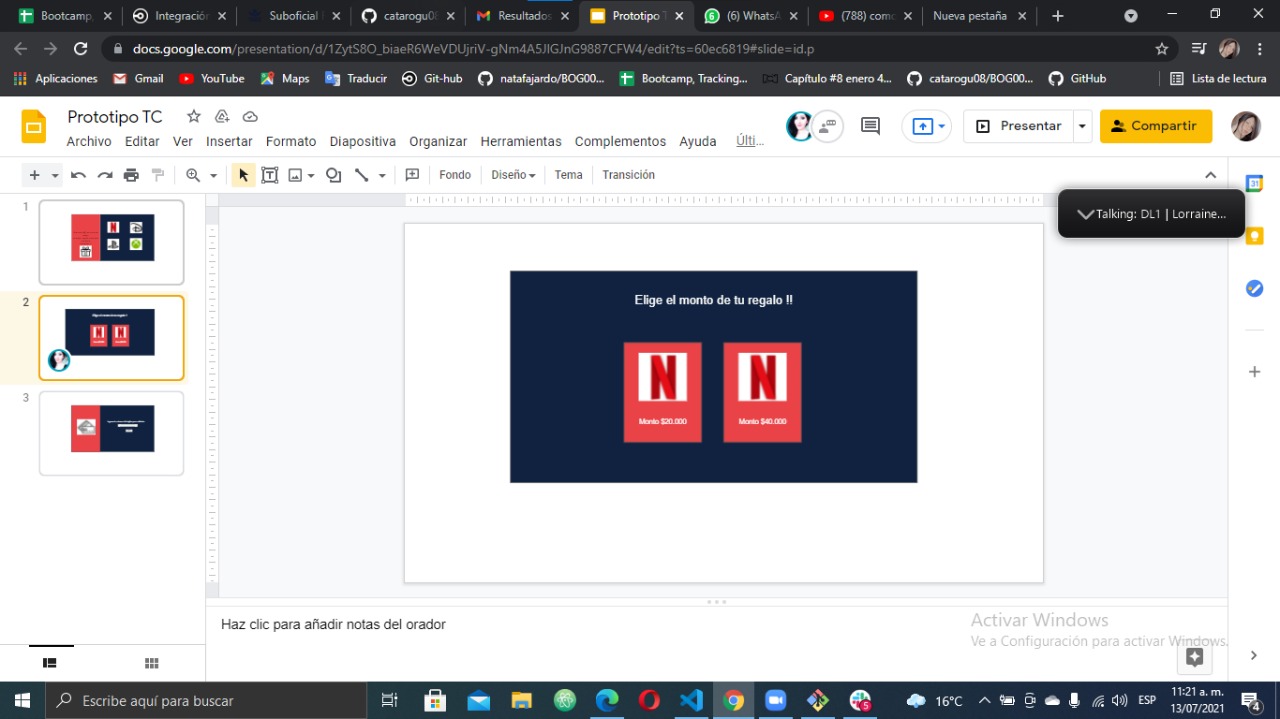 Bootcamp,
Integración
Suboficial
catarogu08
Resultados
Prototipo T
(6) WhatsA
(788) como
Nueva pestaña
docs.google.com/presentation/d/1ZytS8O_biaeR6WeVDUjriV-gNm4A5JIGJnG9887CFW4/edit?ts=60ec6819#slide=id.p
Aplicaciones
Gmail
YouTube
Maps
Traducir
Git-hub
natafajardo/BOG00...
Bootcamp, Tracking,...
Capítulo #8 enero 4...
catarogu08/BOG00...
GitHub
Lista de lectura
Prototipo TC
Archivo Editar Ver Insertar Formato Diapositiva Organizar Herramientas Complementos Ayuda Últi...
Presentar
Compartir
Fondo
Diseño
Tema
Transición
Talking: DL1 | Lorraine...
1
2
3
Elige el monto de tu regalo !!
Monto $20.000
Monto $40.000
Haz clic para añadir notas del orador
Activar Windows
Ve a Configuración para activar Windows.
Escribe aquí para buscar
5
16°C
ESP
11:21 a. m.
13/07/2021
4